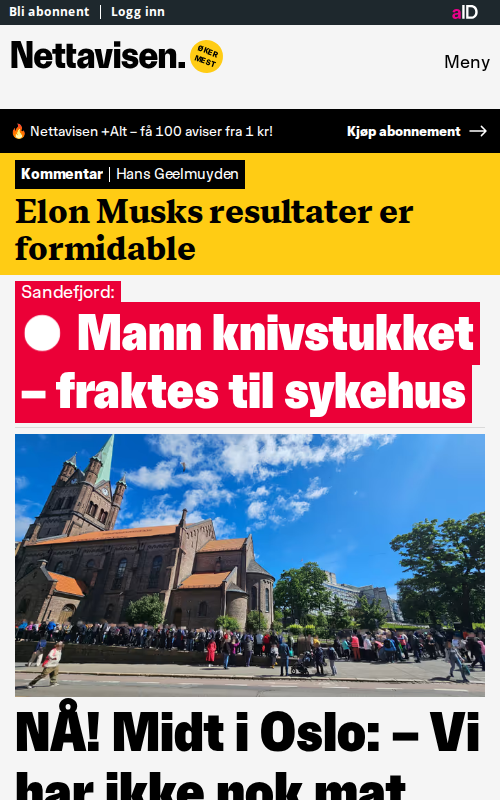 Bli abonnent | Logg inn
aID
Nettavisen.
ØKER
MEST
Meny
Nettavisen +Alt – få 100 aviser fra 1 kr!
Kjøp abonnement
Kommentar | Hans Geelmuyden
Elon Musks resultater er
formidable
Sandefjord:
Mann knivstukket
– fraktes til sykehus
NÅ! Midt i Oslo: – Vi
har ikke nok mat